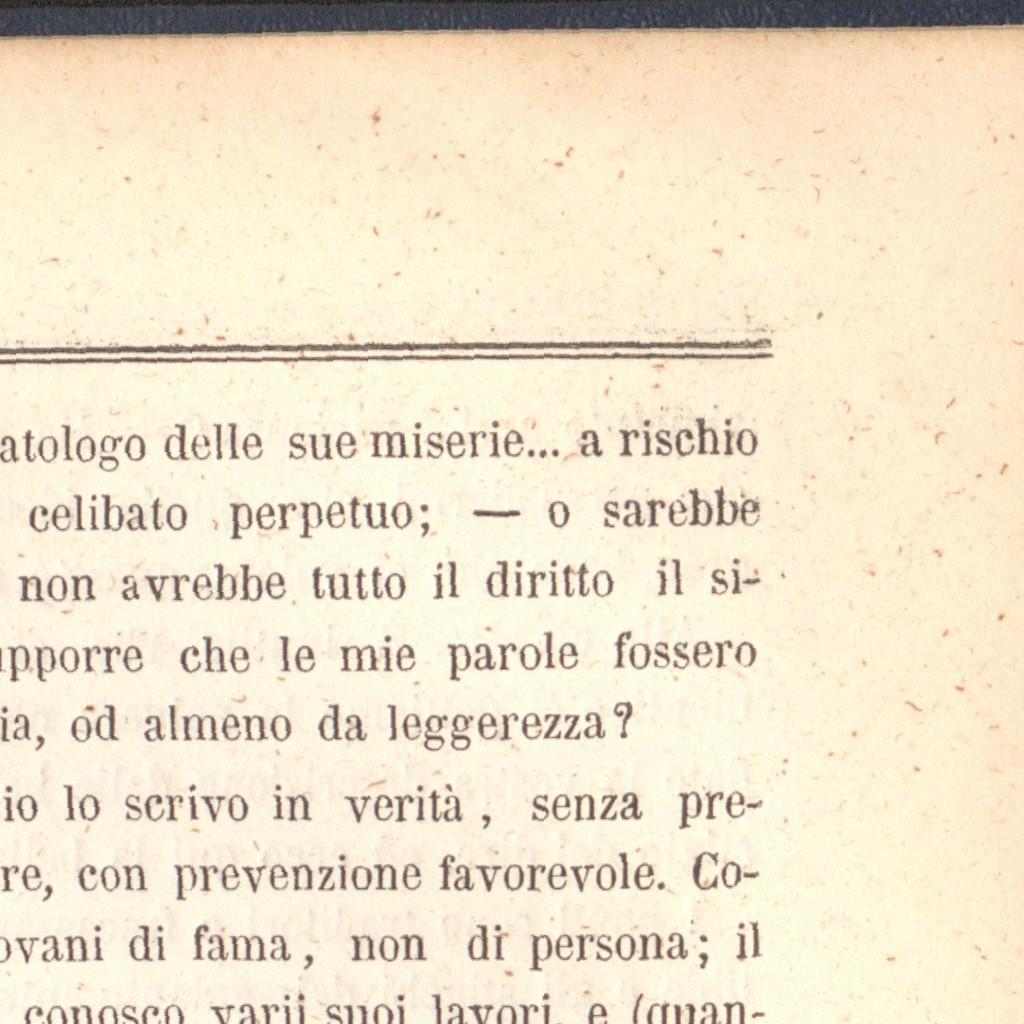 atologo delle sue miserie... a rischio
celibato perpetuo; — o sarebbe
non avrebbe tutto il diritto il si-
upporre che le mie parole fossero
ia, od almeno da leggerezza?
io lo scrivo in verità, senza pre-
re, con prevenzione favorevole. Co-
ovani di fama, non di persona; il
conosco varii suoi lavori, e (quan-